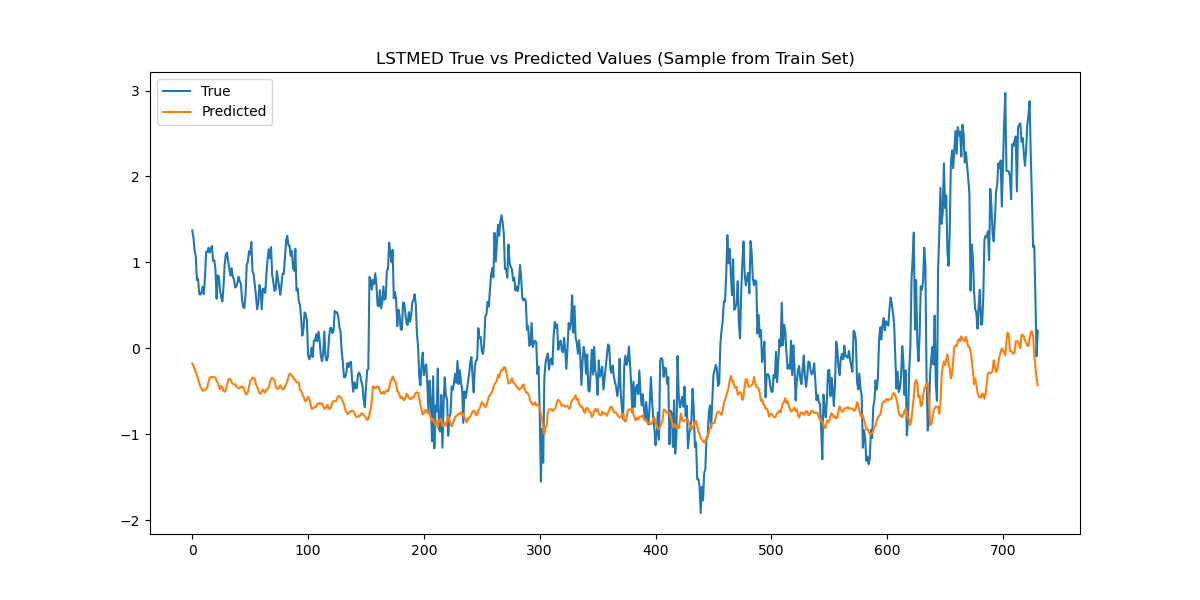 LSTMED True vs Predicted Values (Sample from Train Set)
True
Predicted
3
2
1
0
−1
−2
0 100 200 300 400 500 600 700